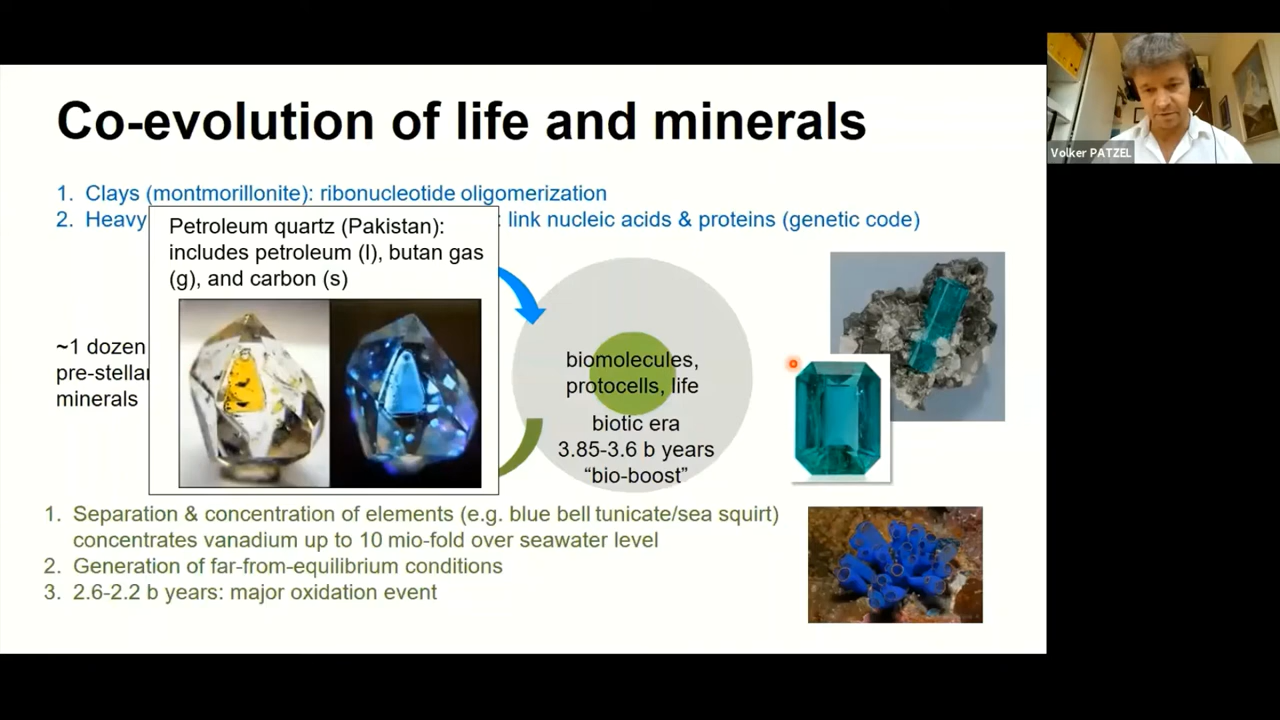 Co-evolution of life and minerals
1. Clays (montmorillonite): ribonucleotide oligomerization
2. Heavy : link nucleic acids & proteins (genetic code)
Petroleum quartz (Pakistan):
includes petroleum (l), butan gas
(g), and carbon (s)
~1 dozen
pre-stellar
minerals
biomolecules,
protocells, life
biotic era
3.85-3.6 b years
“bio-boost”
1. Separation & concentration of elements (e.g. blue bell tunicate/sea squirt)
concentrates vanadium up to 10 mio-fold over seawater level
2. Generation of far-from-equilibrium conditions
3. 2.6-2.2 b years: major oxidation event
Volker PATZEL